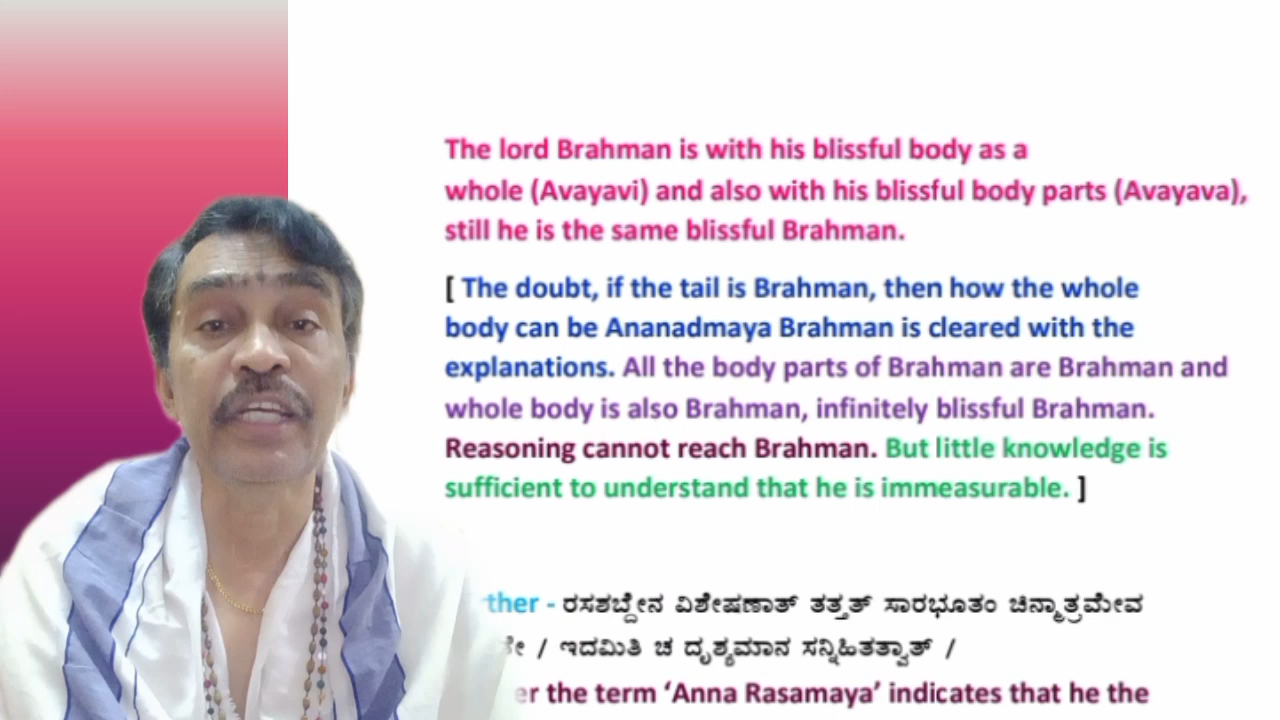 The lord Brahman is with his blissful body as a
whole (Avayavi) and also with his blissful body parts (Avayava),
still he is the same blissful Brahman.
[ The doubt, if the tail is Brahman, then how the whole
body can be Ananadmaya Brahman is cleared with the
explanations. All the body parts of Brahman are Brahman and
whole body is also Brahman, infinitely blissful Brahman.
Reasoning cannot reach Brahman. But little knowledge is
sufficient to understand that he is immeasurable. ]
- ರಸಶಬ್ದೇನ ವಿಶೇಷಣಾತ್ ತತ್ತತ್ ಸಾರಭೂತಂ ಚಿನ್ಮಾತ್ರಮೇವ
/ ಇದಮಿತಿ ಚ ದೃಶ್ಯಮಾನ ಸನ್ನಿಹಿತತ್ವಾತ್ /
the term ‘Anna Rasamaya’ indicates that he the